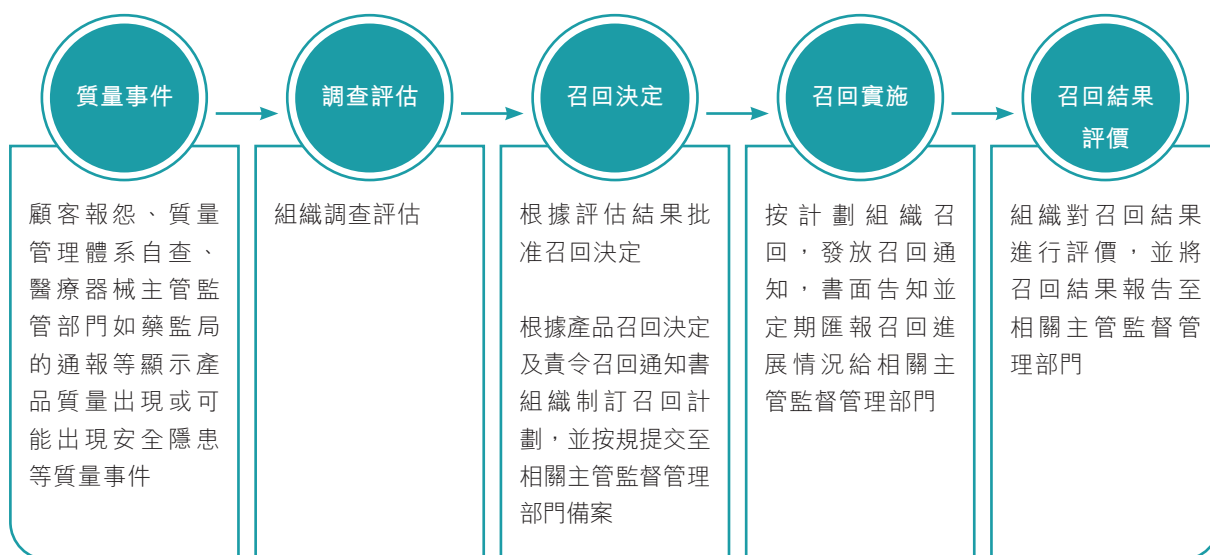 質量事件
顧客報怨、質量
管理體系自查、
醫療器械主管監
管部門如藥監局
的通報等顯示產
品質量出現或可
能出現安全隱患
等質量事件
調查評估
組織調查評估
召回決定
根據評估結果批
准召回決定
根據產品召回決定
及責令召回通知書
組織制訂召回計
劃，並按規提交至
相關主管監督管理
部門備案
召回實施
按計劃組織召
回，發放召回通
知，書面告知並
定期匯報召回進
展情況給相關主
管監督管理部門
召回結果
評價
組織對召回結果
進行評價，並將
召回結果報告至
相關主管監督管
理部門